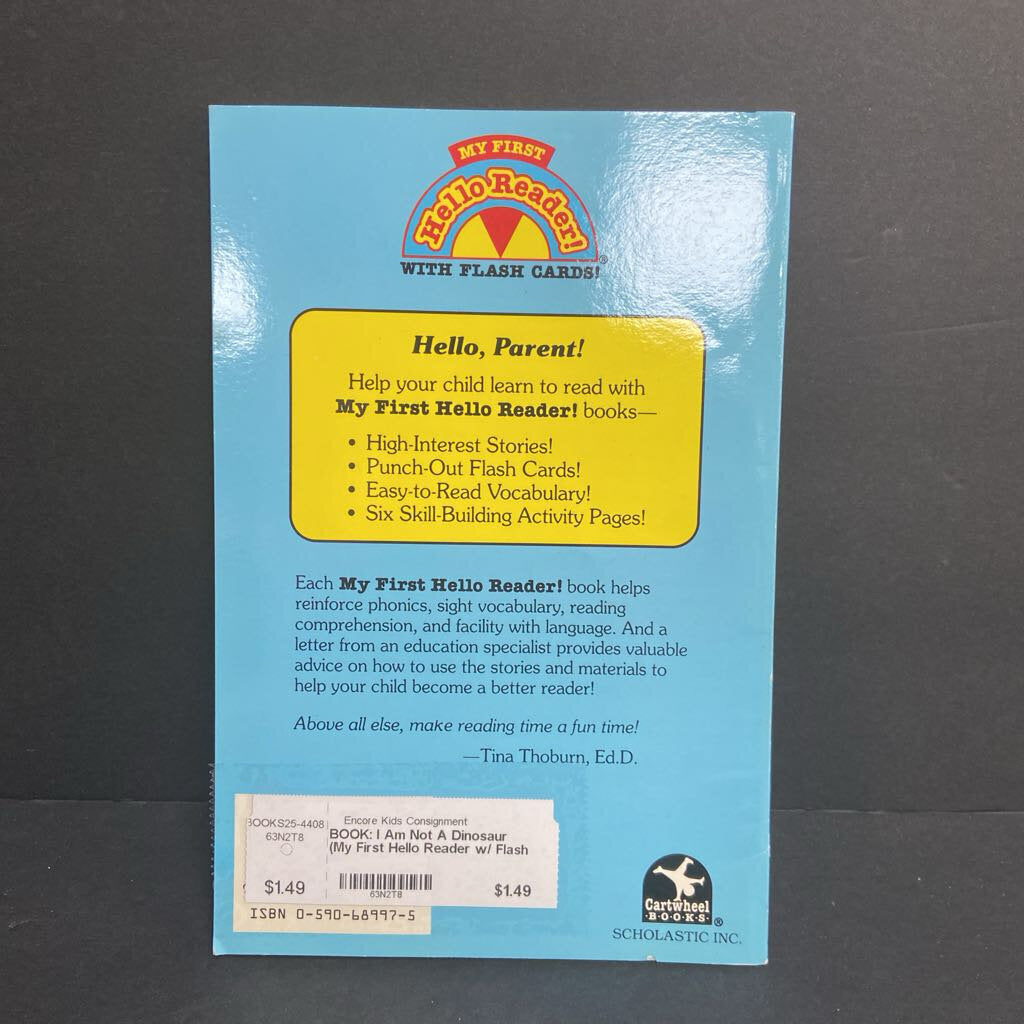 MY FIRST
Hello Reader!
WITH FLASH CARDS!
Hello, Parent!
Help your child learn to read with
My First Hello Reader! books—
• High-Interest Stories!
• Punch-Out Flash Cards!
• Easy-to-Read Vocabulary!
• Six Skill-Building Activity Pages!
Each My First Hello Reader! book helps
reinforce phonics, sight vocabulary, reading
comprehension, and facility with language. And a
letter from an education specialist provides valuable
advice on how to use the stories and materials to
help your child become a better reader!
Above all else, make reading time a fun time!
—Tina Thoburn, Ed.D.
BOOKS25-4408
63N2T8
$1.49
Encore Kids Consignment
BOOK: I Am Not A Dinosaur
(My First Hello Reader w/ Flash
63N2T8
$1.49
ISBN 0-590-68997-5
Cartwheel
B·O·O·K·S ®
SCHOLASTIC INC.